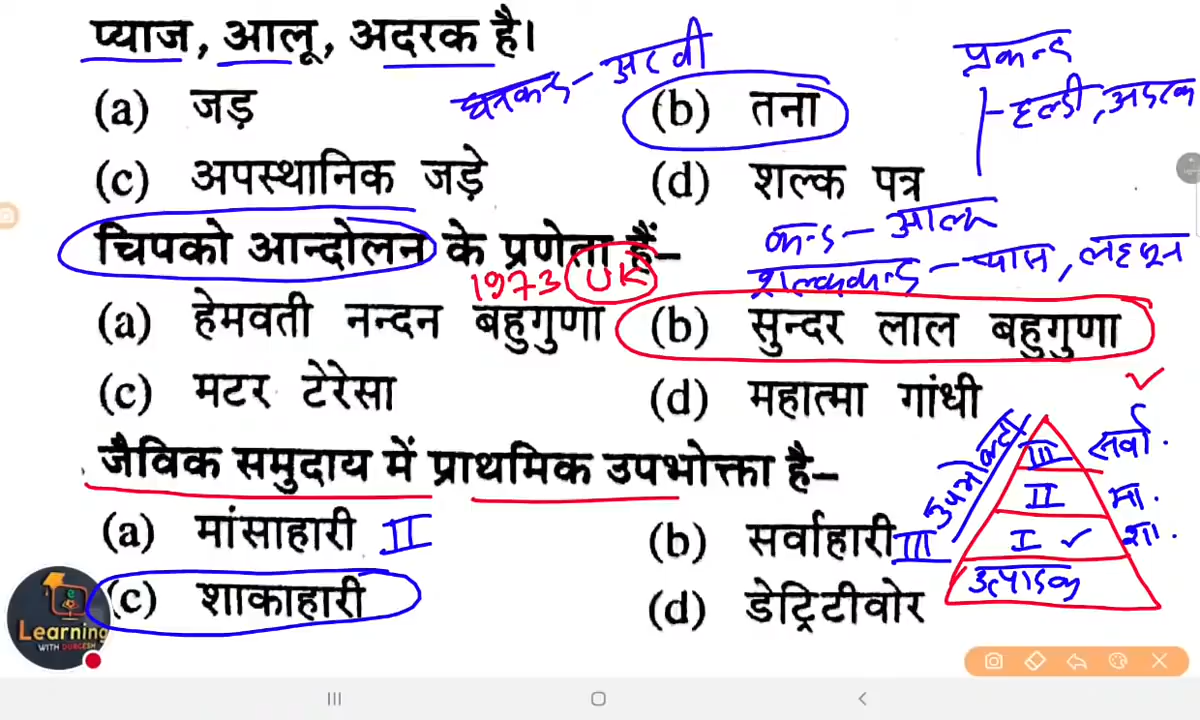 प्याज, आलू, अदरक है।
प्रकन्द
घनकन्द - अरवी
(a) जड़ (b) तना
हल्दी, अदरक
(c) अपस्थानिक जड़े (d) शल्क पत्र
कन्द - आलू
चिपको आन्दोलन के प्रणेता हैं–
शल्ककन्द - प्याज, लहसून
1973 UK
(a) हेमवती नन्दन बहुगुणा (b) सुन्दर लाल बहुगुणा
(c) मटर टेरेसा (d) महात्मा गांधी
जैविक समुदाय में प्राथमिक उपभोक्ता है–
उपभोक्ता
III सर्वा.
II मा.
I शा.
उत्पादक
(a) मांसाहारी II (b) सर्वाहारी III
(c) शाकाहारी (d) डेट्रिटीवोर
Learning
WITH DURGESH